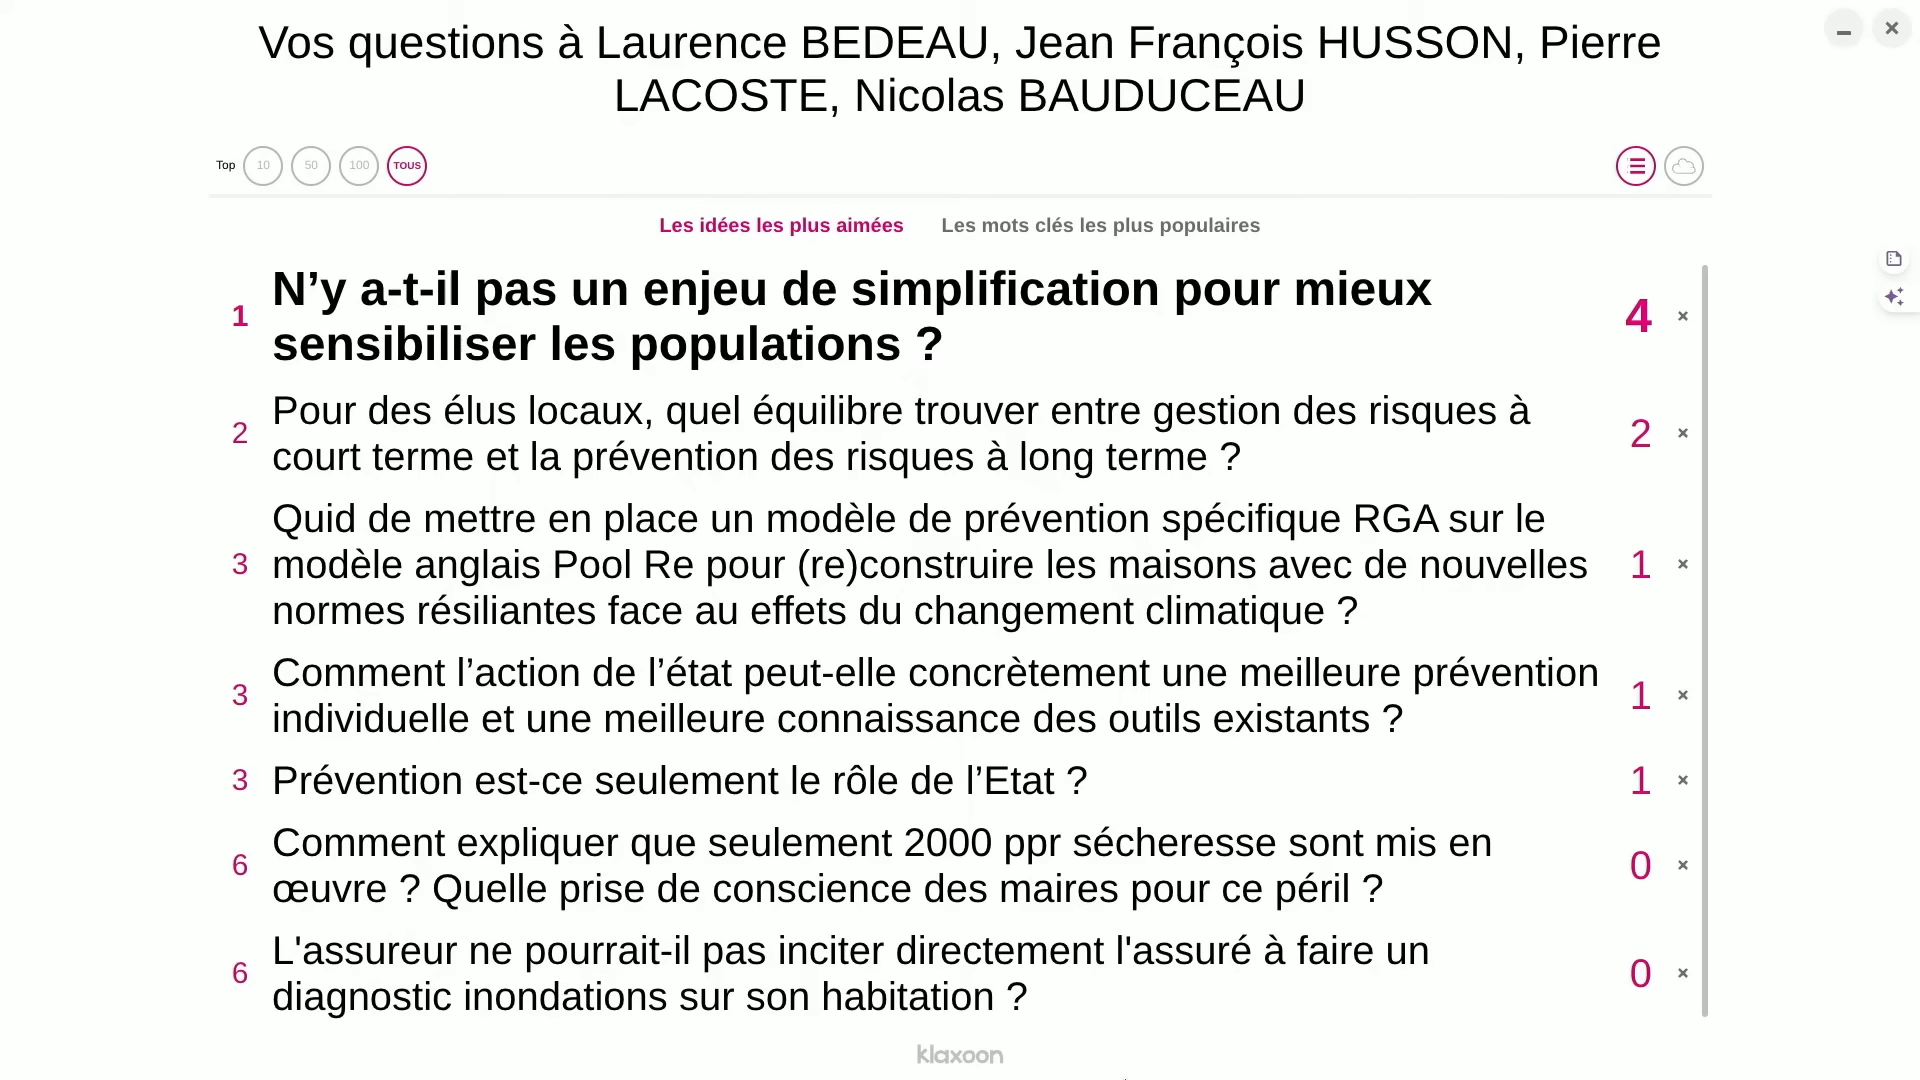 Vos questions à Laurence BEDEAU, Jean François HUSSON, Pierre
LACOSTE, Nicolas BAUDUCEAU
Top 10 50 100 TOUS
Les idées les plus aimées Les mots clés les plus populaires
1 N’y a-t-il pas un enjeu de simplification pour mieux
sensibiliser les populations ? 4 ×
2 Pour des élus locaux, quel équilibre trouver entre gestion des risques à
court terme et la prévention des risques à long terme ? 2 ×
Quid de mettre en place un modèle de prévention spécifique RGA sur le
3 modèle anglais Pool Re pour (re)construire les maisons avec de nouvelles 1 ×
normes résiliantes face au effets du changement climatique ?
3 Comment l’action de l’état peut-elle concrètement une meilleure prévention
individuelle et une meilleure connaissance des outils existants ? 1 ×
3 Prévention est-ce seulement le rôle de l’Etat ? 1 ×
6 Comment expliquer que seulement 2000 ppr sécheresse sont mis en
œuvre ? Quelle prise de conscience des maires pour ce péril ? 0 ×
6 L'assureur ne pourrait-il pas inciter directement l'assuré à faire un
diagnostic inondations sur son habitation ? 0 ×
klaxoon